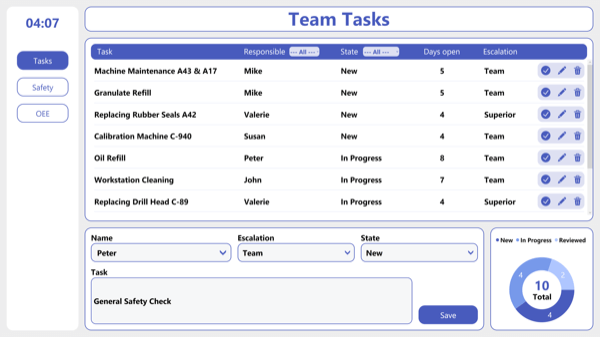 04:07
Team Tasks
Tasks
Safety
OEE
Task Responsible --- All --- State --- All --- Days open Escalation
Machine Maintenance A43 & A17 Mike New 5 Team
Granulate Refill Mike New 5 Team
Replacing Rubber Seals A42 Valerie New 4 Superior
Calibration Machine C-940 Susan New 4 Team
Oil Refill Peter In Progress 8 Team
Workstation Cleaning John In Progress 7 Team
Replacing Drill Head C-89 Valerie In Progress 4 Superior
Name Escalation State
Peter Team New
Task
General Safety Check
Save
New In Progress Reviewed
4 2
10
Total
4